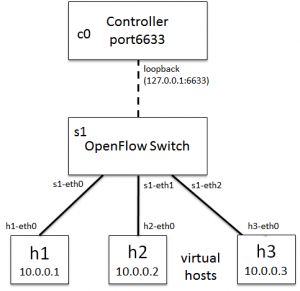 Controller
c0
port6633
loopback
(127.0.0.1:6633)
s1
OpenFlow Switch
s1-eth0
s1-eth1
s1-eth2
h1-eth0
h2-eth0
h3-eth0
h1
h2
h3
10.0.0.1
10.0.0.2
10.0.0.3
virtual
hosts